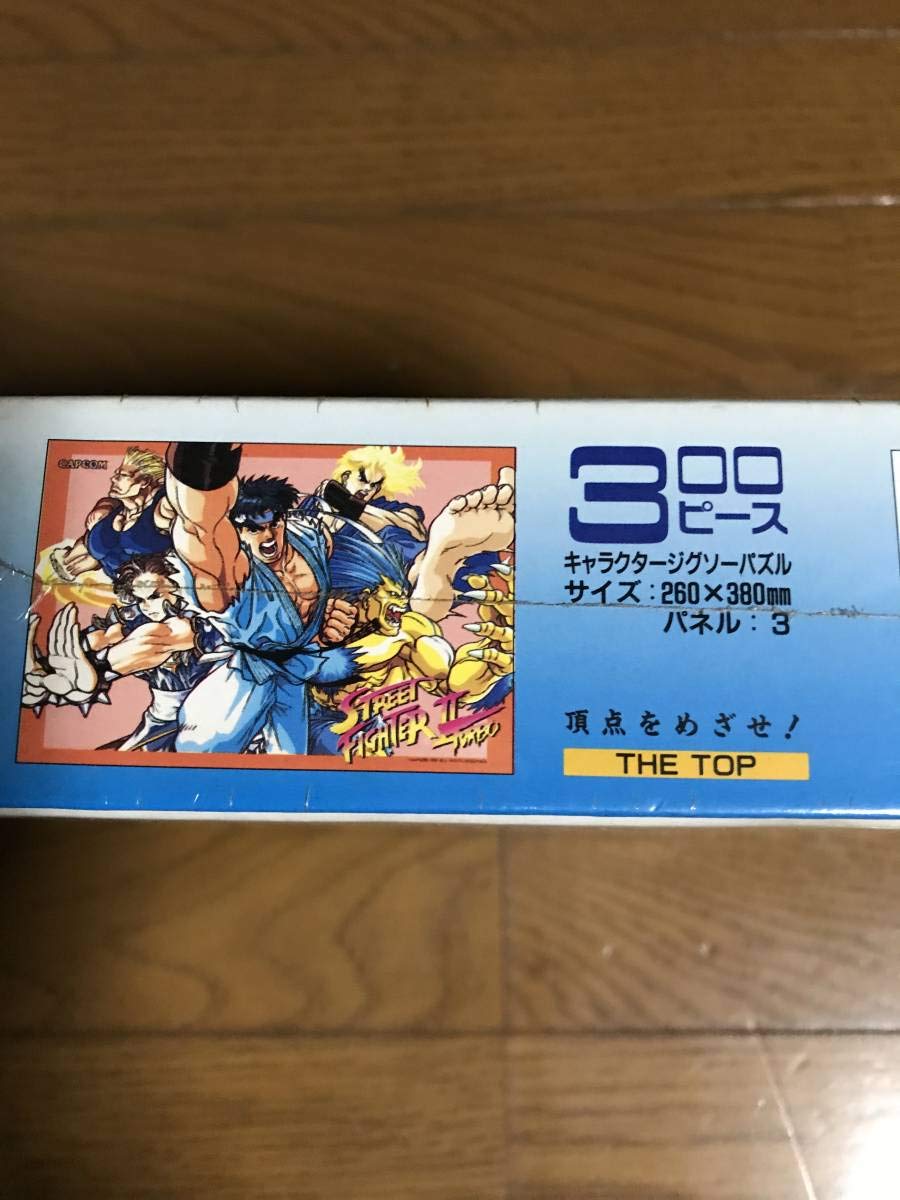 ©CAPCOM
STREET
FIGHTER II
TURBO
300
ピース
キャラクタージグソーパズル
サイズ:260×380mm
パネル:3
頂点をめざせ!
THE TOP